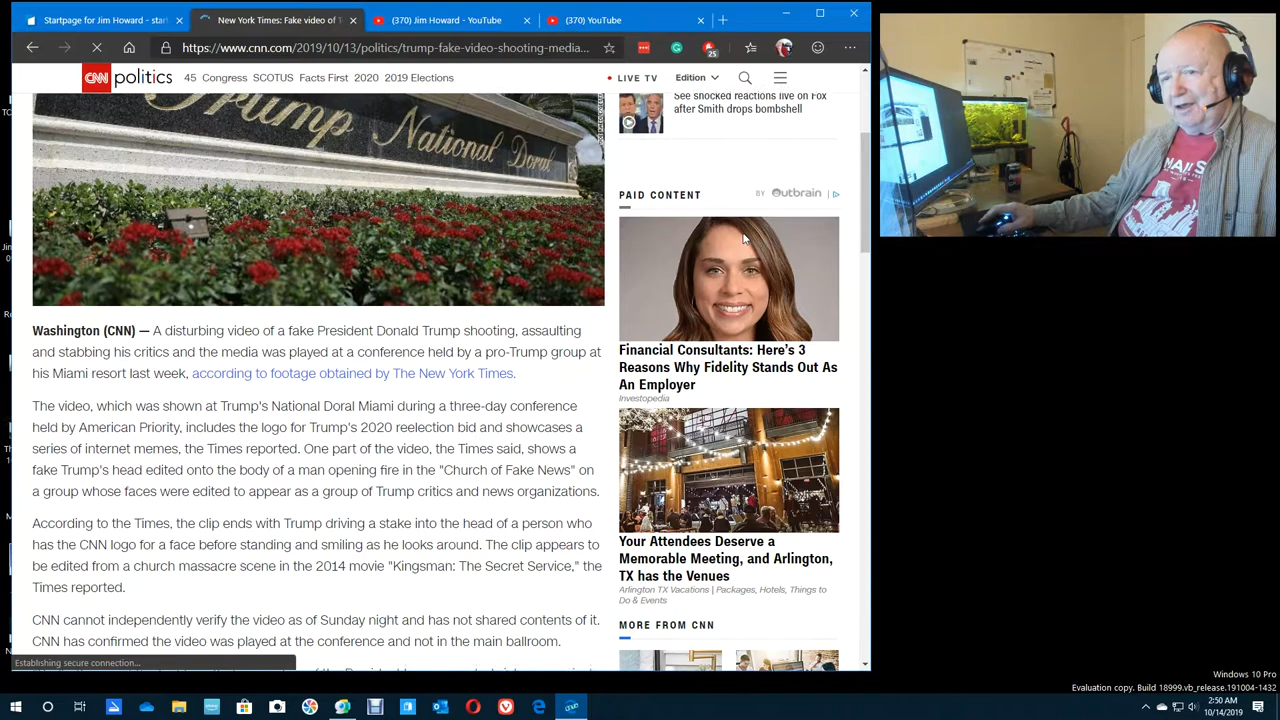 Startpage for Jim Howard - star
New York Times: Fake video of T
(370) Jim Howard - YouTube
(370) YouTube
https://www.cnn.com/2019/10/13/politics/trump-fake-video-shooting-media...
25
CNN politics 45 Congress SCOTUS Facts First 2020 2019 Elections
LIVE TV Edition
Trump
National Doral
See shocked reactions live on Fox
after Smith drops bombshell
PAID CONTENT
BY Outbrain
Washington (CNN) — A disturbing video of a fake President Donald Trump shooting, assaulting
and stabbing his critics and the media was played at a conference held by a pro-Trump group at
his Miami resort last week, according to footage obtained by The New York Times.
The video, which was shown at Trump's National Doral Miami during a three-day conference
held by American Priority, includes the logo for Trump's 2020 reelection bid and showcases a
series of internet memes, the Times reported. One part of the video, the Times said, shows a
fake Trump's head edited onto the body of a man opening fire in the "Church of Fake News" on
a group whose faces were edited to appear as a group of Trump critics and news organizations.
According to the Times, the clip ends with Trump driving a stake into the head of a person who
has the CNN logo for a face before standing and smiling as he looks around. The clip appears to
be edited from a church massacre scene in the 2014 movie "Kingsman: The Secret Service," the
Times reported.
CNN cannot independently verify the video as of Sunday night and has not shared contents of it.
CNN has confirmed the video was played at the conference and not in the main ballroom.
Financial Consultants: Here's 3
Reasons Why Fidelity Stands Out As
An Employer
Investopedia
Your Attendees Deserve a
Memorable Meeting, and Arlington,
TX has the Venues
Arlington TX Vacations | Packages, Hotels, Things to
Do & Events
MORE FROM CNN
Establishing secure connection...
Windows 10 Pro
Evaluation copy. Build 18999.vb_release.191004-1432
2:50 AM
10/14/2019